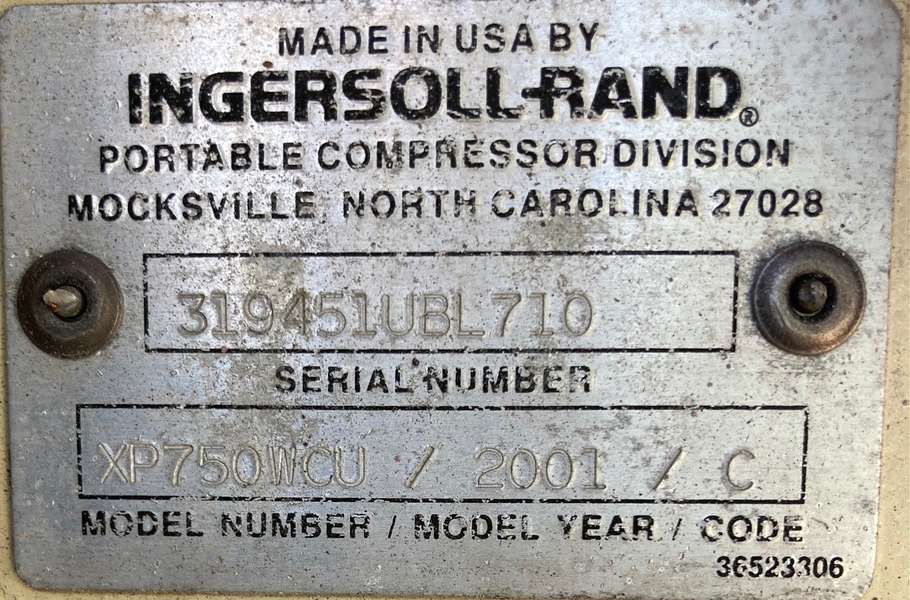 MADE IN USA BY
INGERSOLL-RAND®
PORTABLE COMPRESSOR DIVISION
MOCKSVILLE, NORTH CAROLINA 27028
319451UBL710
SERIAL NUMBER
XP750WCU / 2001 / C
MODEL NUMBER / MODEL YEAR / CODE
36523306